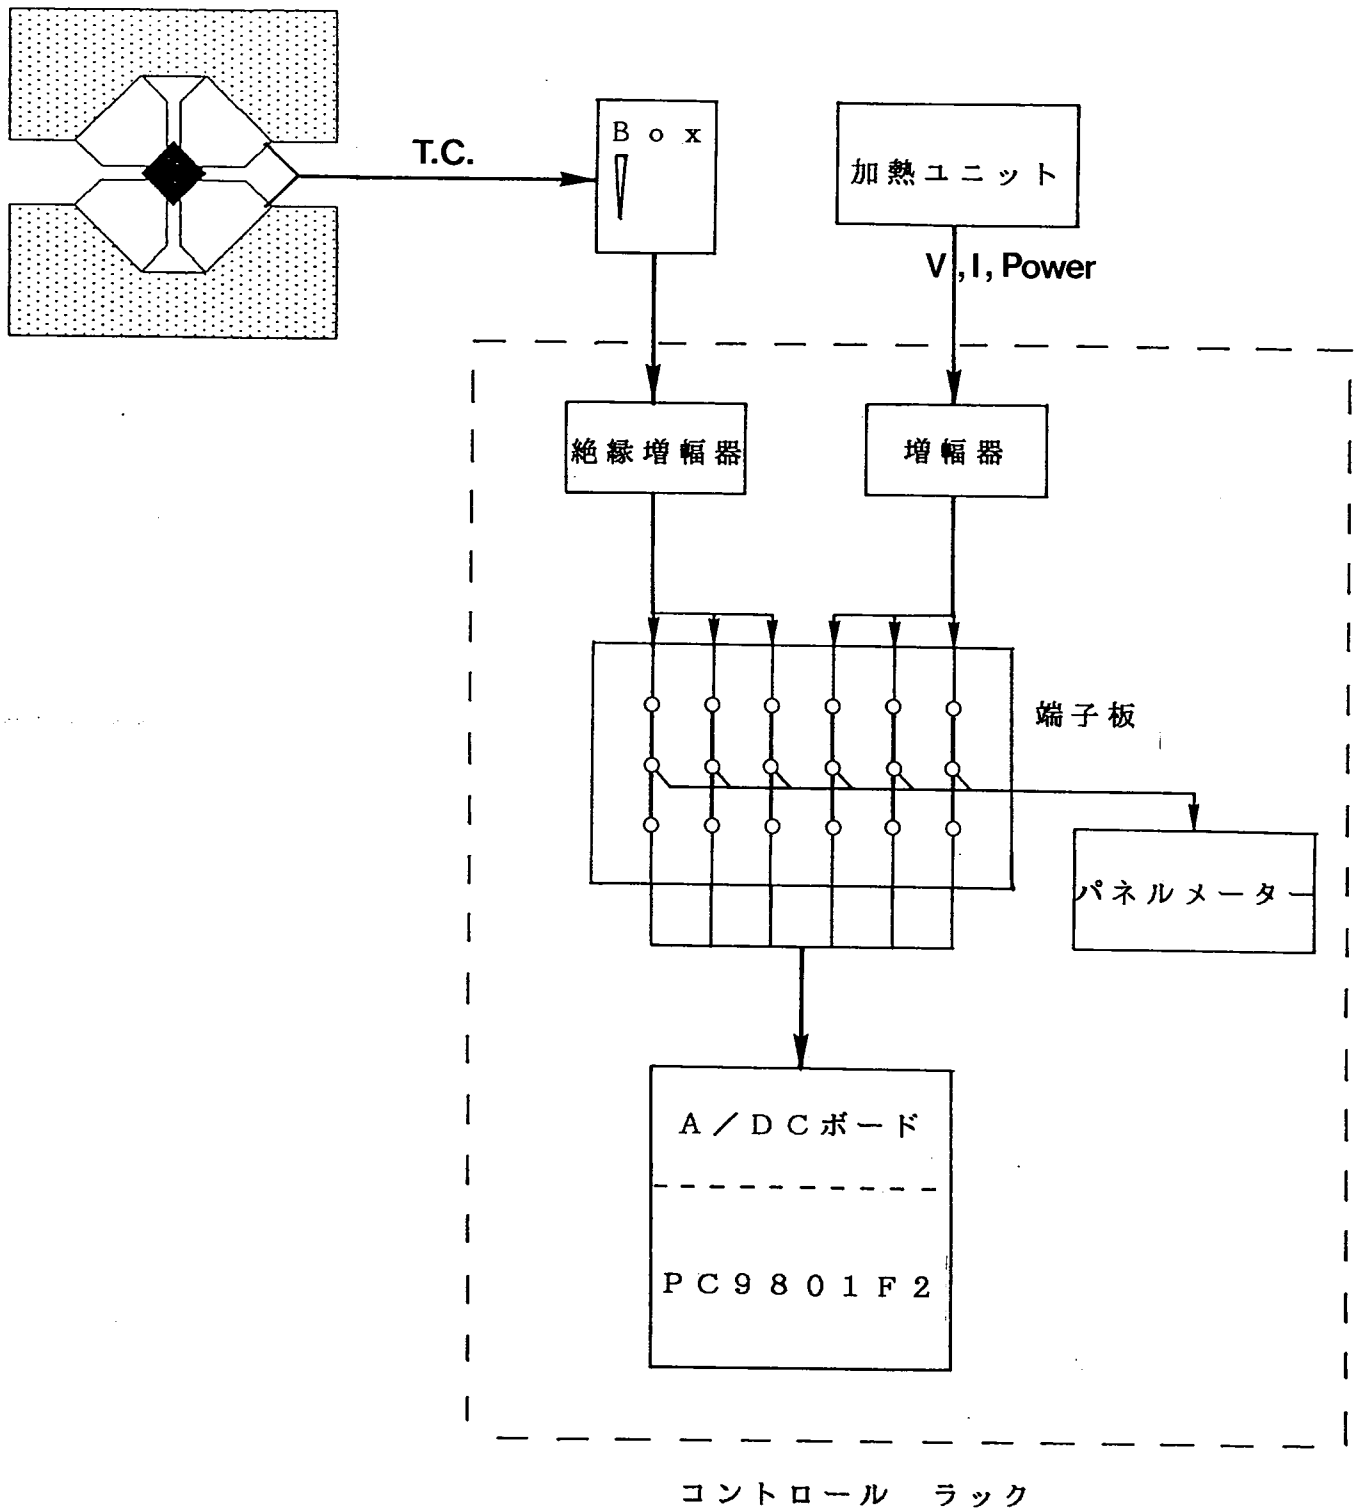 T.C.
Box
加熱ユニット
V, I, Power
絶縁増幅器
増幅器
端子板
パネルメーター
A/DCボード
PC9801F2
コントロール ラック